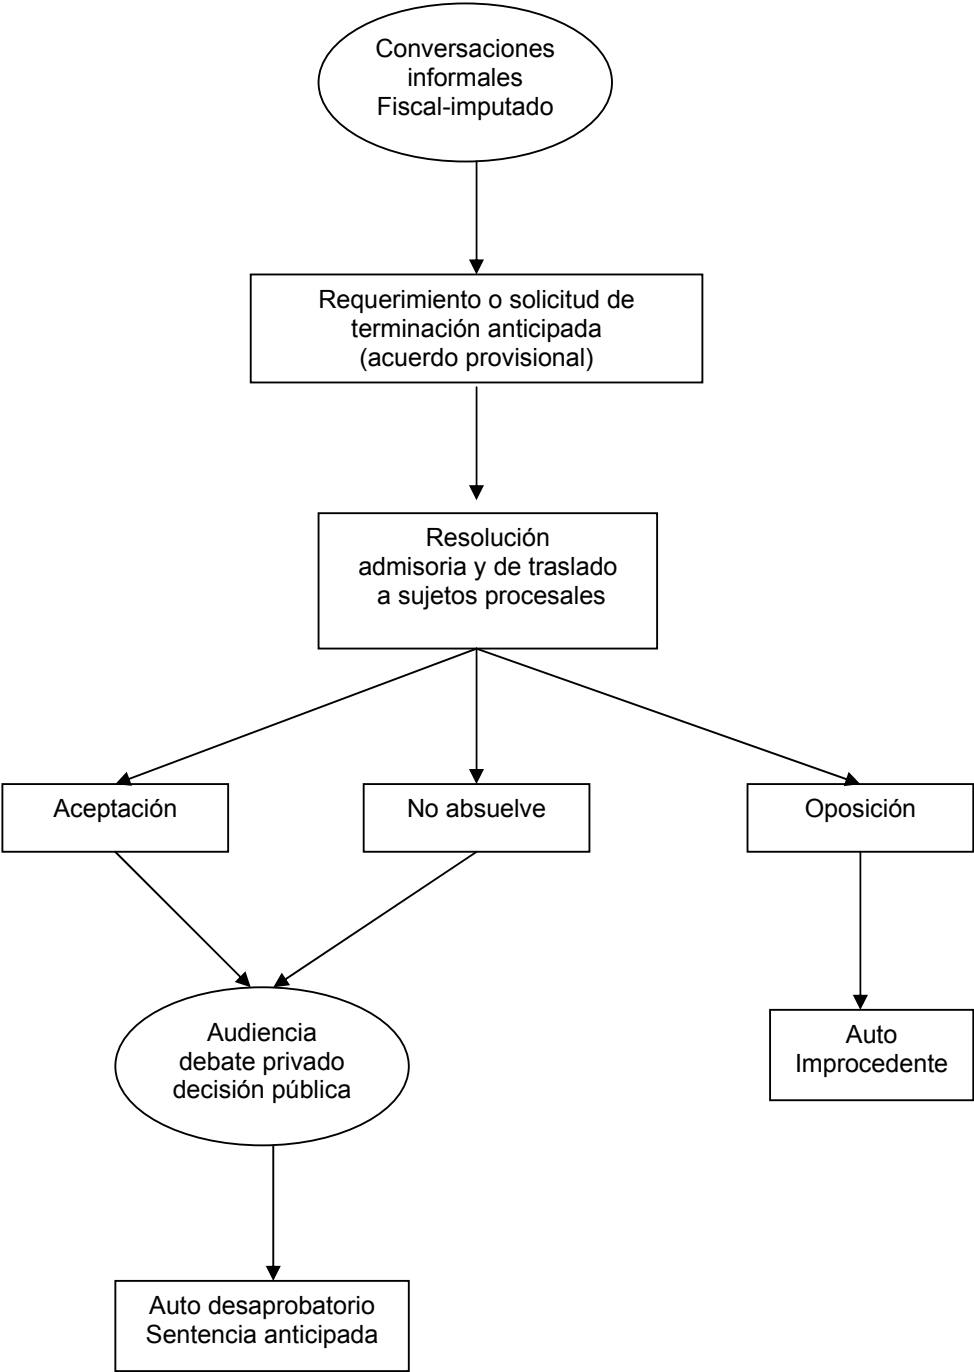 Conversaciones
informales
Fiscal-imputado
Requerimiento o solicitud de
terminación anticipada
(acuerdo provisional)
Resolución
admisoria y de traslado
a sujetos procesales
Aceptación
No absuelve
Oposición
Audiencia
debate privado
decisión pública
Auto
Improcedente
Auto desaprobatorio
Sentencia anticipada